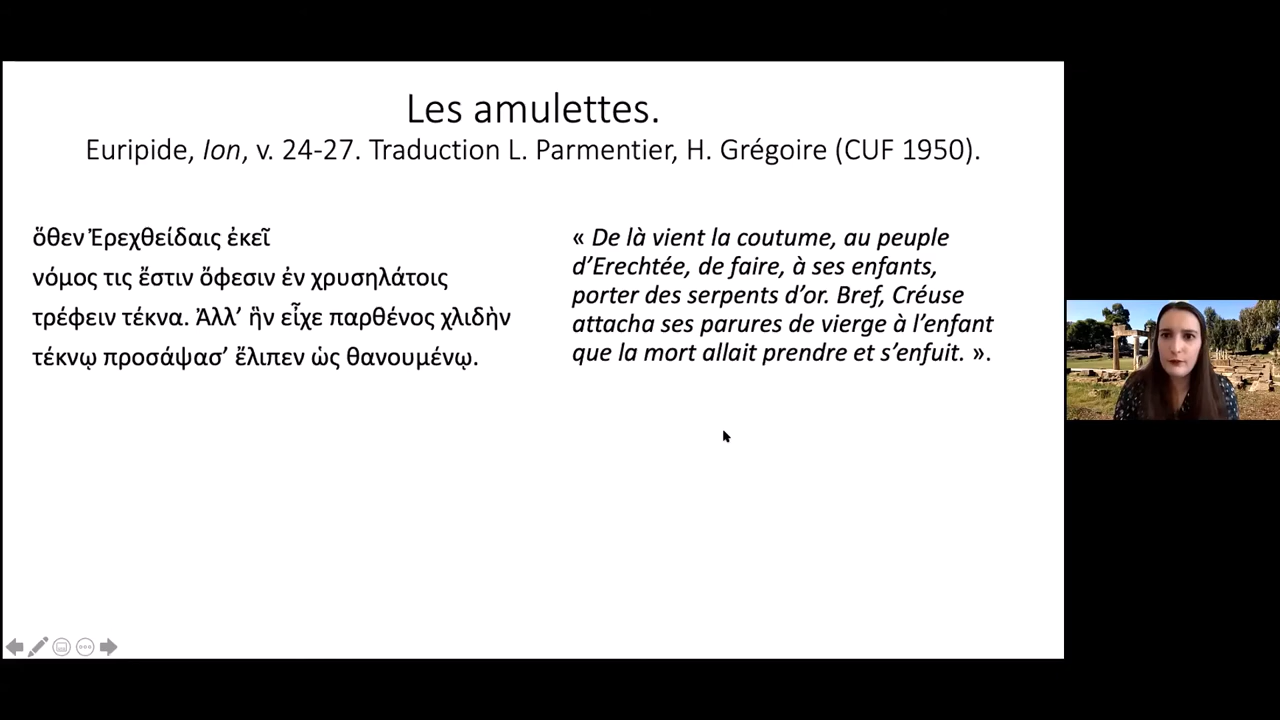 Les amulettes.
Euripide, Ion, v. 24-27. Traduction L. Parmentier, H. Grégoire (CUF 1950).
ὅθεν Ἐρεχθείδαις ἐκεῖ
νόμος τις ἔστιν ὄφεσιν ἐν χρυσηλάτοις
τρέφειν τέκνα. Ἀλλ’ ἣν εἶχε παρθένος χλιδὴν
τέκνῳ προσάψασ’ ἔλιπεν ὡς θανουμένῳ.
« De là vient la coutume, au peuple
d’Erechtée, de faire, à ses enfants,
porter des serpents d’or. Bref, Créuse
attacha ses parures de vierge à l’enfant
que la mort allait prendre et s’enfuit. ».